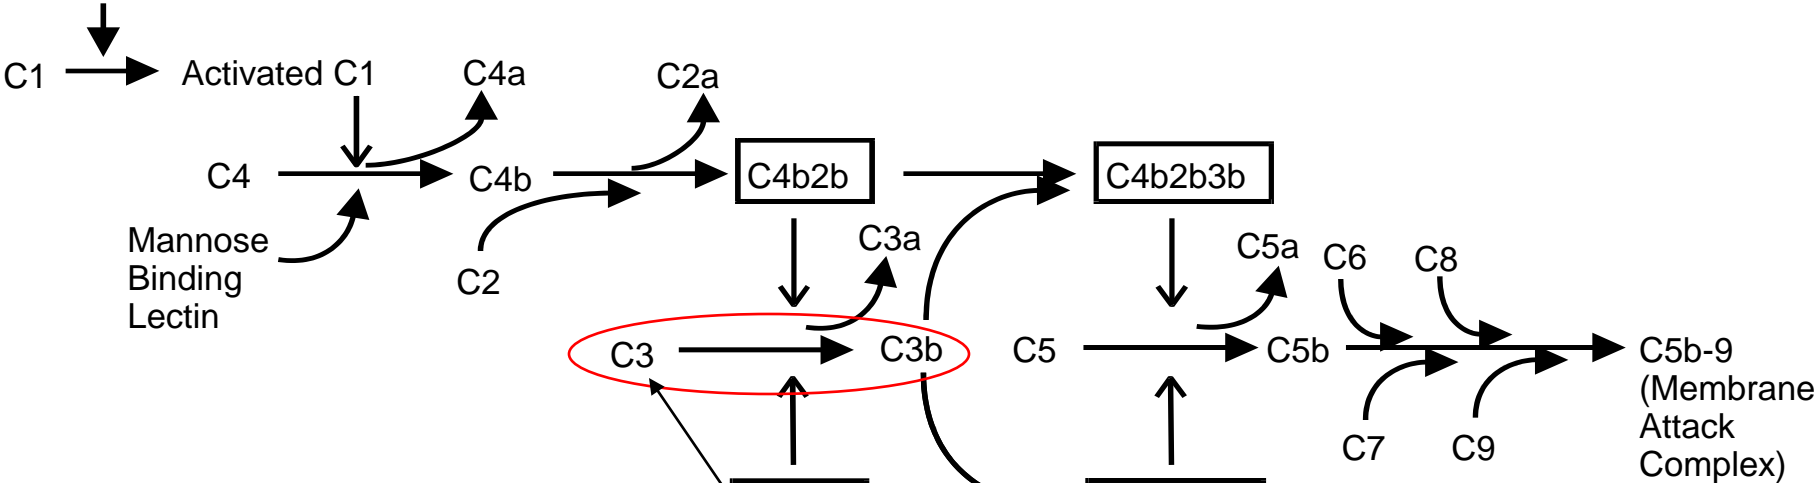 C1
Activated C1
C4a
C2a
C4
C4b
C4b2b
C4b2b3b
Mannose
Binding
Lectin
C2
C3a
C5a
C6
C8
C3
C3b
C5
C5b
C5b-9
(Membrane
Attack
Complex)
C7
C9